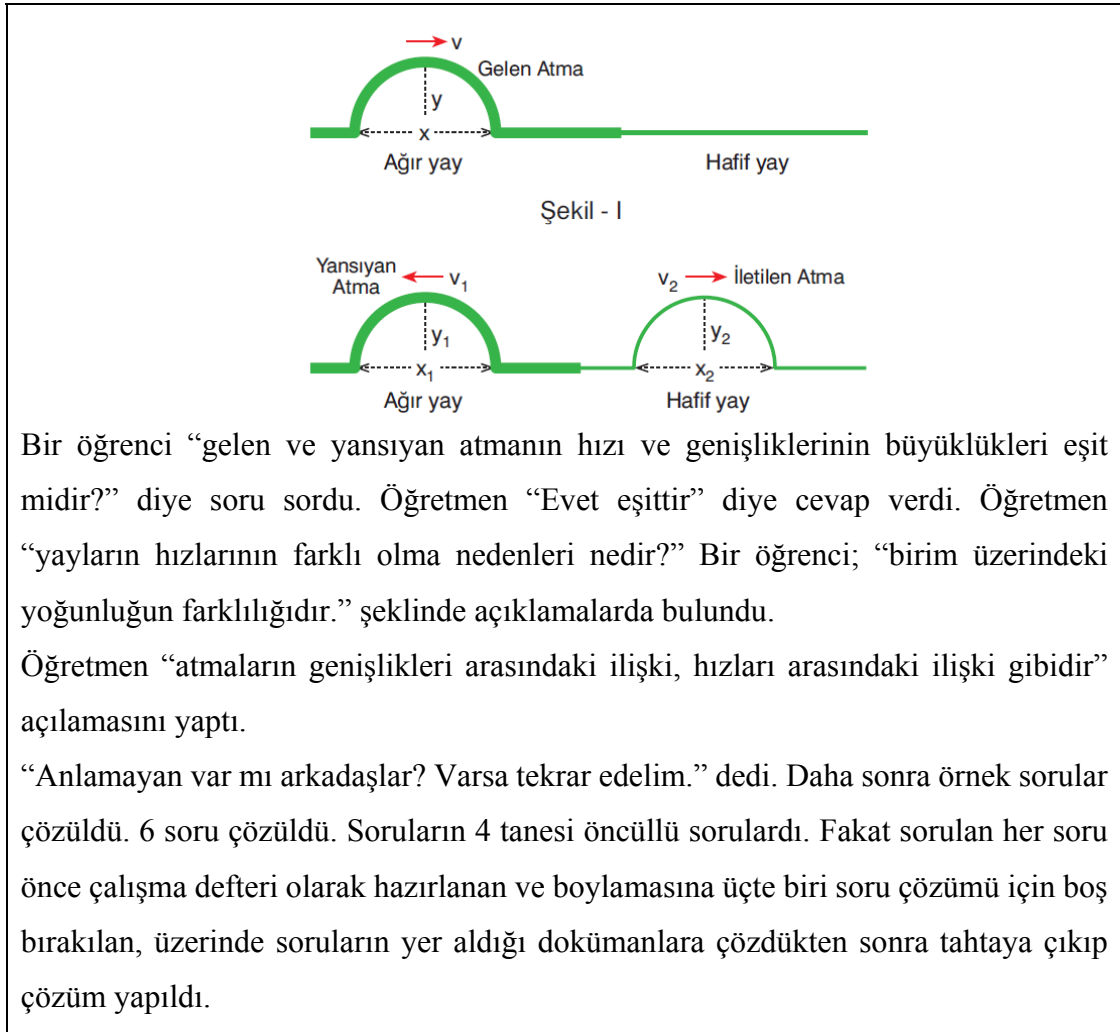 v
Gelen Atma
y
x
Ağır yay Hafif yay
Şekil - I
Yansıyan Atma v₁ v₂ İletilen Atma
y₁ y₂
x₁ x₂
Ağır yay Hafif yay
Bir öğrenci “gelen ve yansıyan atmanın hızı ve genişliklerinin büyüklükleri eşit
midir?” diye soru sordu. Öğretmen “Evet eşittir” diye cevap verdi. Öğretmen
“yayların hızlarının farklı olma nedenleri nedir?” Bir öğrenci; “birim üzerindeki
yoğunluğun farklılığıdır.” şeklinde açıklamalarda bulundu.
Öğretmen “atmaların genişlikleri arasındaki ilişki, hızları arasındaki ilişki gibidir”
açılamasını yaptı.
“Anlamayan var mı arkadaşlar? Varsa tekrar edelim.” dedi. Daha sonra örnek sorular
çözüldü. 6 soru çözüldü. Soruların 4 tanesi öncüllü sorulardı. Fakat sorulan her soru
önce çalışma defteri olarak hazırlanan ve boylamasına üçte biri soru çözümü için boş
bırakılan, üzerinde soruların yer aldığı dokümanlara çözdükten sonra tahtaya çıkıp
çözüm yapıldı.